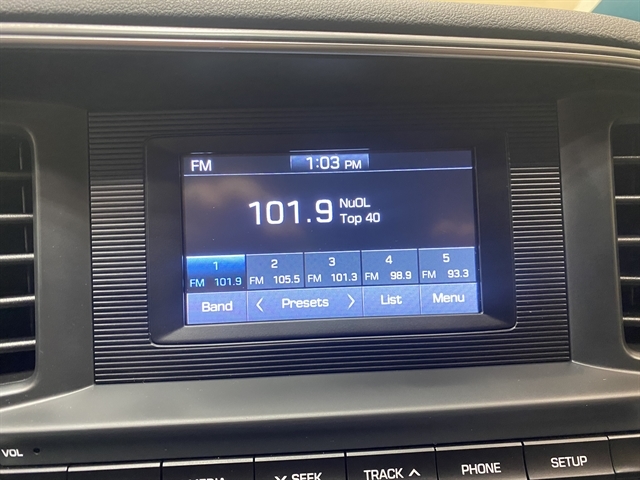 FM 1:03 PM
101.9 NuOL
Top 40
1 2 3 4 5
FM 101.9 FM 105.5 FM 101.3 FM 98.9 FM 93.3
Band < Presets > List Menu
VOL
SEEK TRACK PHONE SETUP